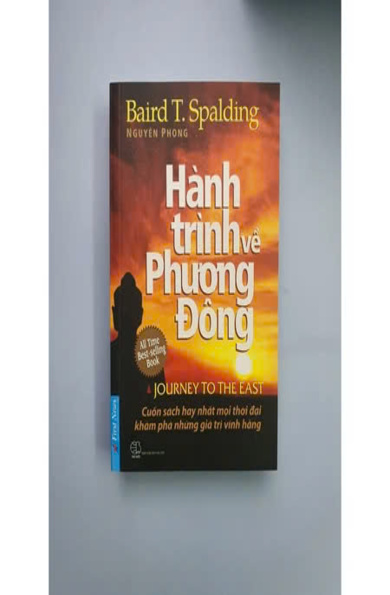 Baird T. Spalding
NGUYÊN PHONG
Hành
trình về
Phương
Đông
All Time
Best-selling
Book
JOURNEY TO THE EAST
Cuốn sách hay nhất mọi thời đại
khám phá những giá trị vĩnh hằng
First News